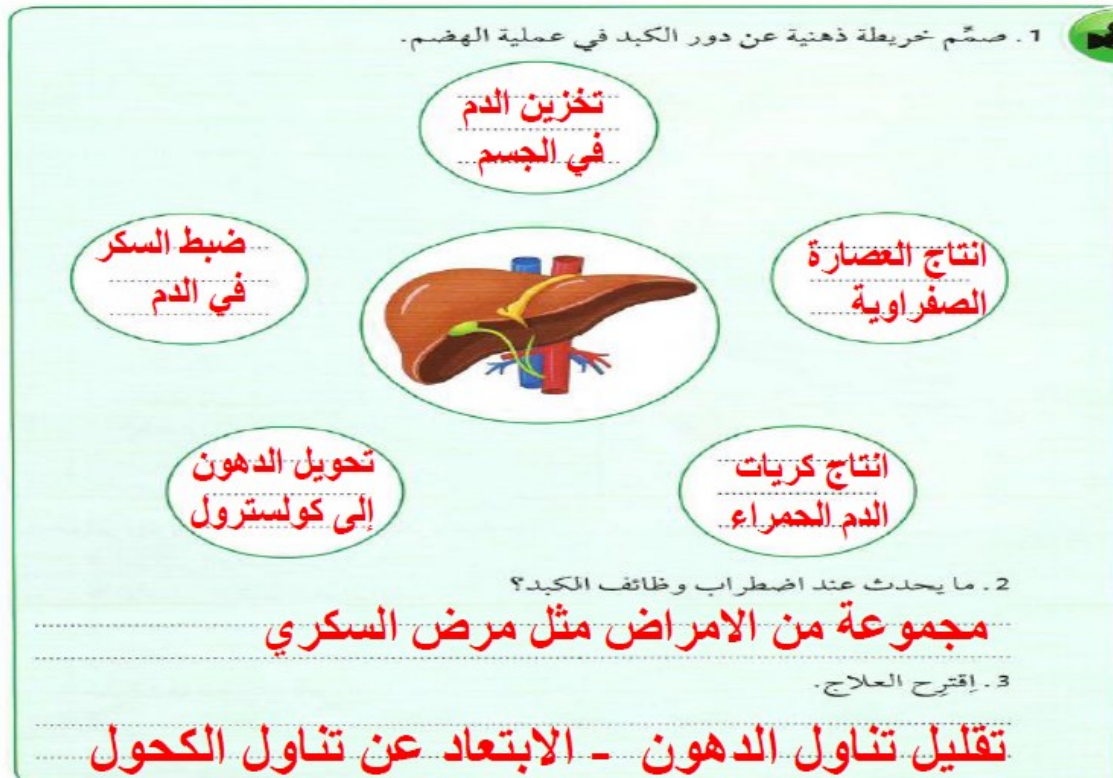 1. صمِّم خريطة ذهنية عن دور الكبد في عملية الهضم.
تخزين الدم
في الجسم
انتاج العصارة
الصفراوية
ضبط السكر
في الدم
انتاج كريات
الدم الحمراء
تحويل الدهون
إلى كولسترول
2. ما يحدث عند اضطراب وظائف الكبد؟
مجموعة من الامراض مثل مرض السكري
3. اِقترِح العلاج.
تقليل تناول الدهون - الابتعاد عن تناول الكحول